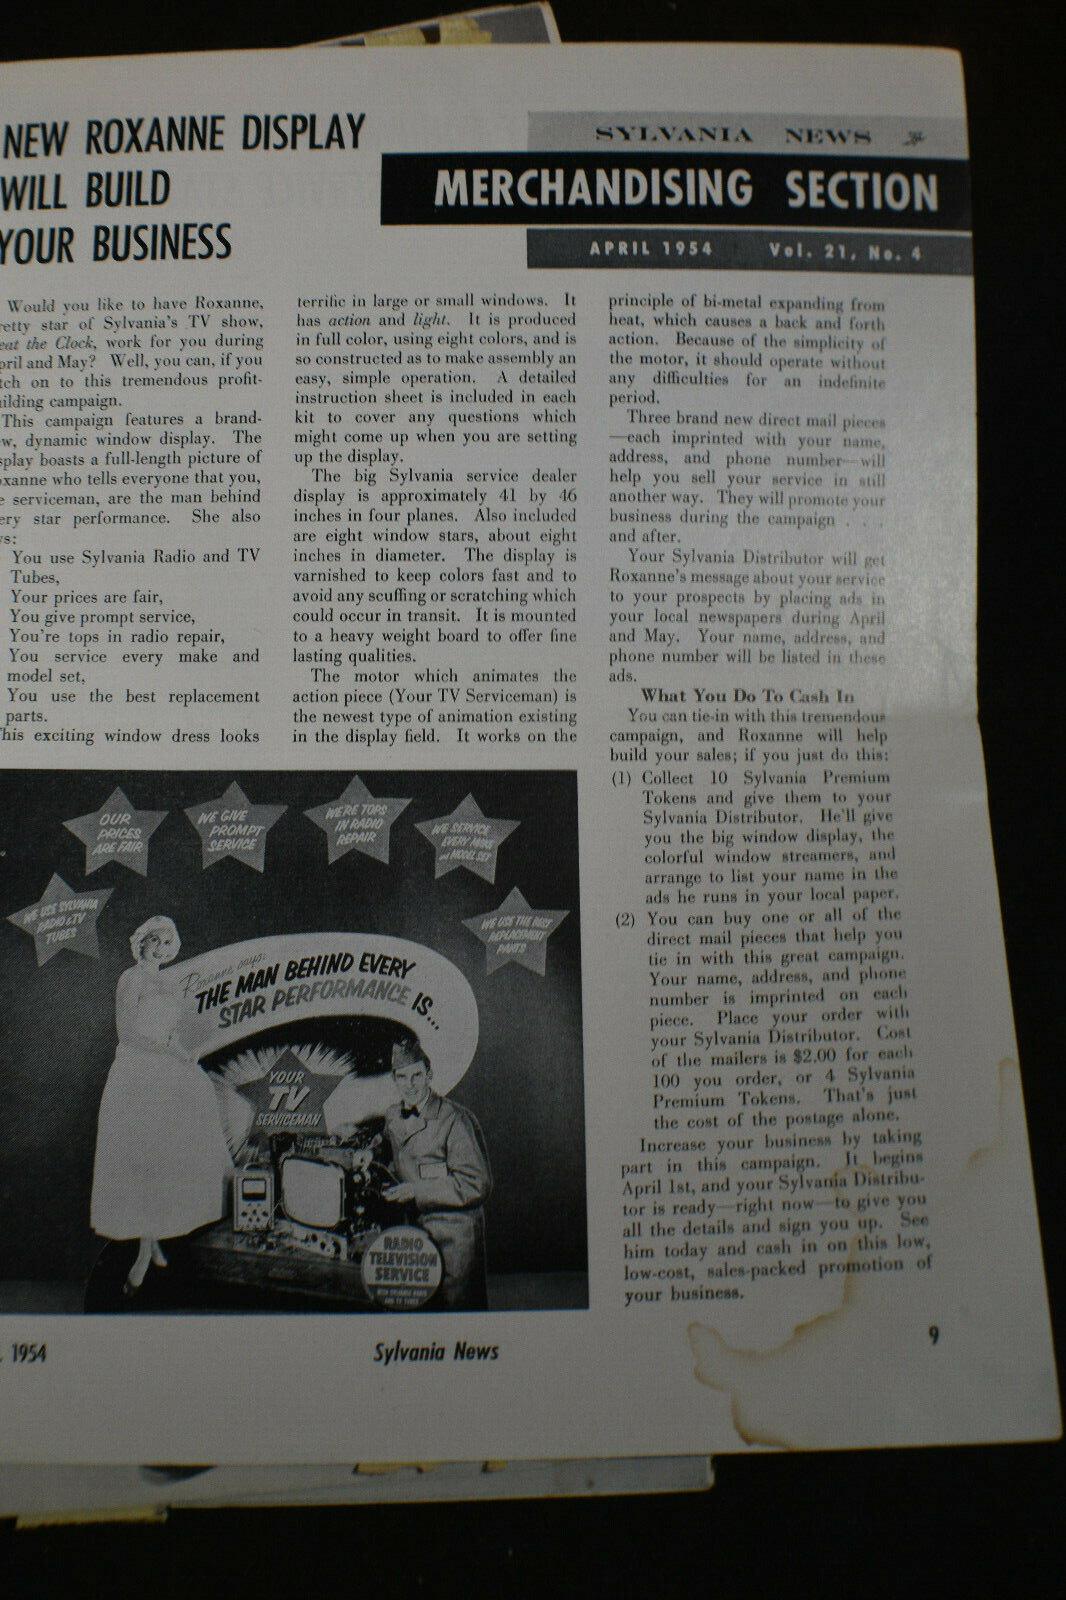 NEW ROXANNE DISPLAY
WILL BUILD
YOUR BUSINESS
SYLVANIA NEWS
MERCHANDISING SECTION
APRIL 1954 Vol. 21, No. 4
Would you like to have Roxanne,
retty star of Sylvania's TV show,
eat the Clock, work for you during
pril and May? Well, you can, if you
tch on to this tremendous profit-
uilding campaign.
This campaign features a brand-
w, dynamic window display. The
splay boasts a full-length picture of
oxanne who tells everyone that you,
e serviceman, are the man behind
ery star performance. She also
ys:
You use Sylvania Radio and TV
Tubes,
Your prices are fair,
You give prompt service,
You're tops in radio repair,
You service every make and
model set,
You use the best replacement
parts.
This exciting window dress looks
terrific in large or small windows. It
has action and light. It is produced
in full color, using eight colors, and is
so constructed as to make assembly an
easy, simple operation. A detailed
instruction sheet is included in each
kit to cover any questions which
might come up when you are setting
up the display.
The big Sylvania service dealer
display is approximately 41 by 46
inches in four planes. Also included
are eight window stars, about eight
inches in diameter. The display is
varnished to keep colors fast and to
avoid any scuffing or scratching which
could occur in transit. It is mounted
to a heavy weight board to offer fine
lasting qualities.
The motor which animates the
action piece (Your TV Serviceman) is
the newest type of animation existing
in the display field. It works on the
principle of bi-metal expanding from
heat, which causes a back and forth
action. Because of the simplicity of
the motor, it should operate without
any difficulties for an indefinite
period.
Three brand new direct mail pieces
—each imprinted with your name,
address, and phone number—will
help you sell your service in still
another way. They will promote your
business during the campaign . . .
and after.
Your Sylvania Distributor will get
Roxanne's message about your service
to your prospects by placing ads in
your local newspapers during April
and May. Your name, address, and
phone number will be listed in these
ads.
What You Do To Cash In
You can tie-in with this tremendous
campaign, and Roxanne will help
build your sales; if you just do this:
(1) Collect 10 Sylvania Premium
Tokens and give them to your
Sylvania Distributor. He'll give
you the big window display, the
colorful window streamers, and
arrange to list your name in the
ads he runs in your local paper.
(2) You can buy one or all of the
direct mail pieces that help you
tie in with this great campaign.
Your name, address, and phone
number is imprinted on each
piece. Place your order with
your Sylvania Distributor. Cost
of the mailers is $2.00 for each
100 you order, or 4 Sylvania
Premium Tokens. That's just
the cost of the postage alone.
Increase your business by taking
part in this campaign. It begins
April 1st, and your Sylvania Distribu-
tor is ready—right now—to give you
all the details and sign you up. See
him today and cash in on this low,
low-cost, sales-packed promotion of
your business.
OUR
PRICES
ARE FAIR
WE GIVE
PROMPT
SERVICE
WE'RE TOPS
IN RADIO
REPAIR
WE SERVICE
EVERY MAKE
and MODEL SET
WE USE SYLVANIA
RADIO & TV
TUBES
WE USE THE BEST
REPLACEMENT
PARTS
Roxanne says:
THE MAN BEHIND EVERY
STAR PERFORMANCE IS...
YOUR
TV
SERVICEMAN
RADIO
TELEVISION
SERVICE
WITH SYLVANIA RADIO
AND TV TUBES
1954
Sylvania News
9